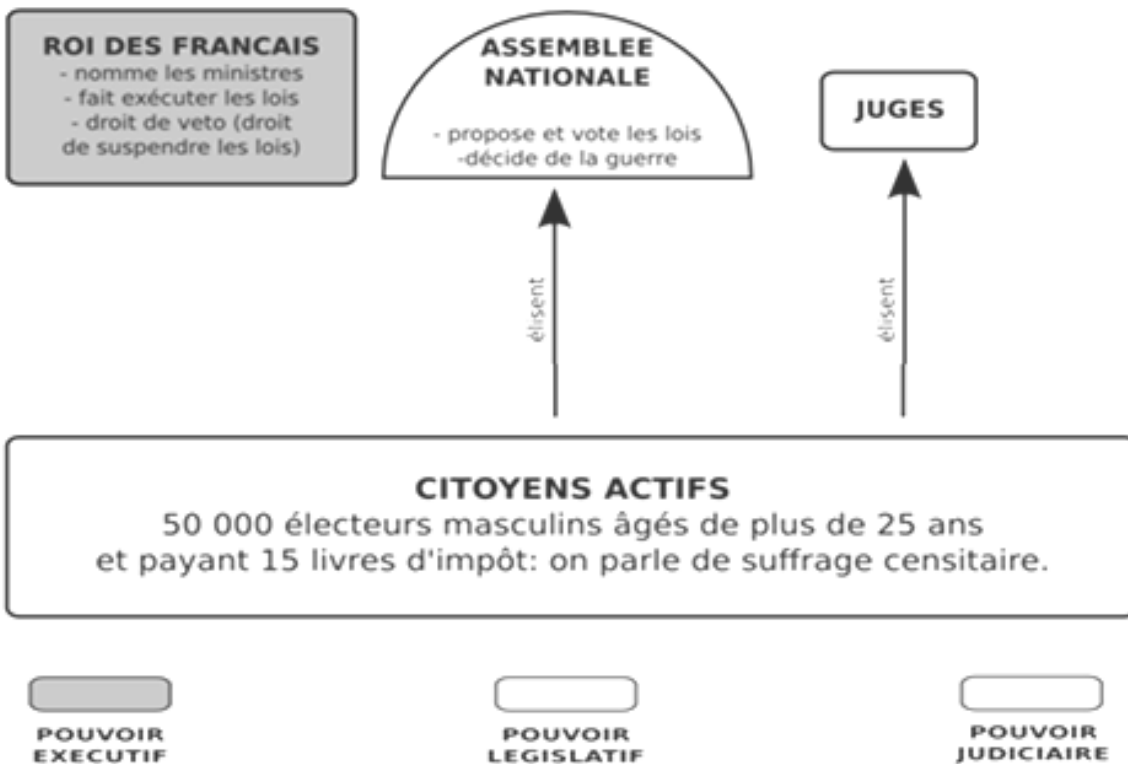 ROI DES FRANCAIS
- nomme les ministres
- fait exécuter les lois
- droit de veto (droit
de suspendre les lois)
ASSEMBLEE
NATIONALE
- propose et vote les lois
-décide de la guerre
JUGES
élisent
élisent
CITOYENS ACTIFS
50 000 électeurs masculins âgés de plus de 25 ans
et payant 15 livres d'impôt: on parle de suffrage censitaire.
POUVOIR
EXECUTIF
POUVOIR
LEGISLATIF
POUVOIR
JUDICIAIRE